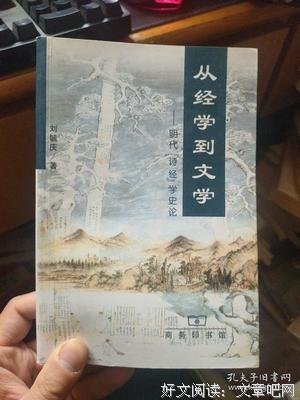 从经学到文学
——明代《诗经》学史论
刘毓庆 著
商务印书馆
孔夫子旧书网
好文阅读：文章吧网